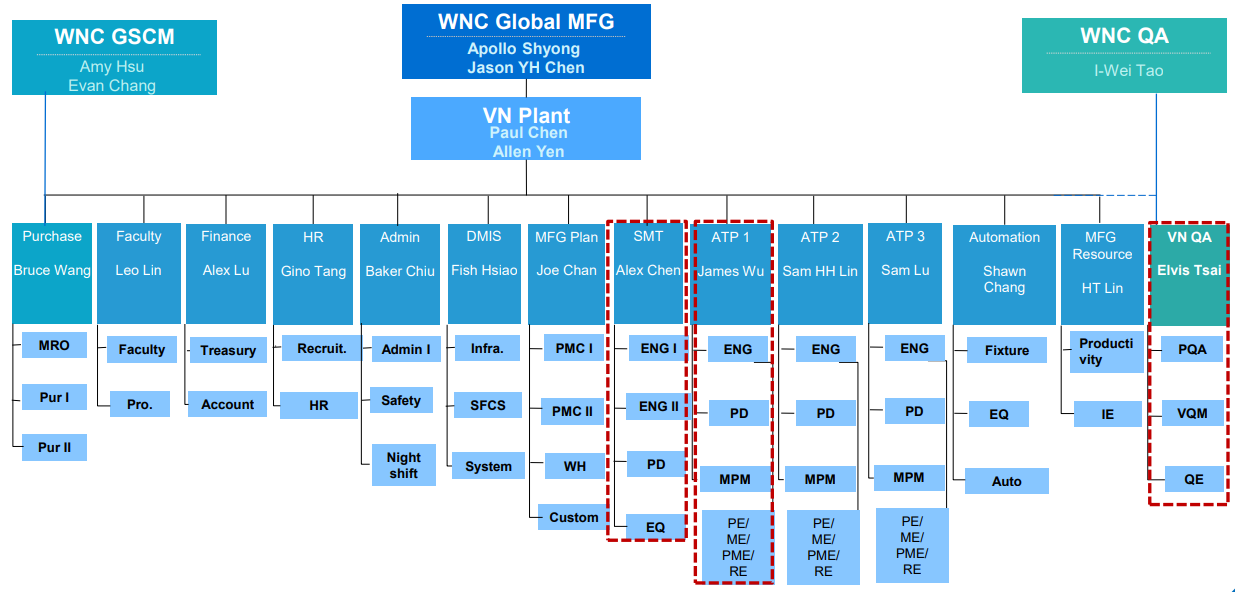 WNC GSCM
Amy Hsu
Evan Chang
WNC Global MFG
Apollo Shyong
Jason YH Chen
WNC QA
I-Wei Tao
VN Plant
Paul Chen
Allen Yen
Purchase
Bruce Wang
MRO
Pur I
Pur II
Faculty
Leo Lin
Faculty
Pro.
Finance
Alex Lu
Treasury
Account
HR
Gino Tang
Recruit.
HR
Admin
Baker Chiu
Admin I
Safety
Night
shift
DMIS
Fish Hsiao
Infra.
SFCS
System
MFG Plan
Joe Chan
PMC I
PMC II
WH
Custom
SMT
Alex Chen
ENG I
ENG II
PD
EQ
ATP 1
James Wu
ENG
PD
MPM
PE/
ME/
PME/
RE
ATP 2
Sam HH Lin
ENG
PD
MPM
PE/
ME/
PME/
RE
ATP 3
Sam Lu
ENG
PD
MPM
PE/
ME/
PME/
RE
Automation
Shawn
Chang
Fixture
EQ
Auto
MFG
Resource
HT Lin
Producti
vity
IE
VN QA
Elvis Tsai
PQA
VQM
QE